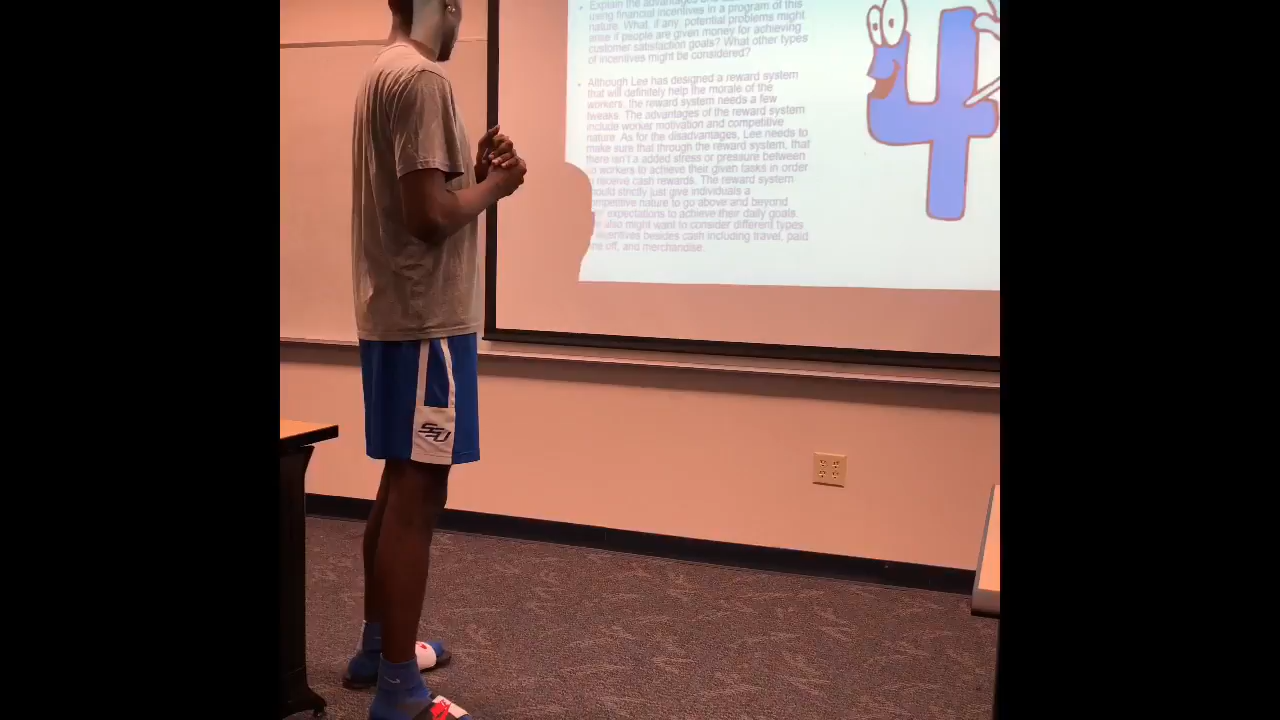 Explain the advantages and
using financial incentives in a program of this
nature. What, if any, potential problems might
arise if people are given money for achieving
customer satisfaction goals? What other types
of incentives might be considered?
Although Lee has designed a reward system
that will definitely help the morale of the
workers, the reward system needs a few
tweaks. The advantages of the reward system
include worker motivation and competitive
nature. As for the disadvantages, Lee needs to
make sure that through the reward system, that
there isn't a added stress or pressure between
workers to achieve their given tasks in order
receive cash rewards. The reward system
should strictly just give individuals a
competitive nature to go above and beyond
expectations to achieve their daily goals.
also might want to consider different types
incentives besides cash including travel, paid
off, and merchandise.
4
SSU